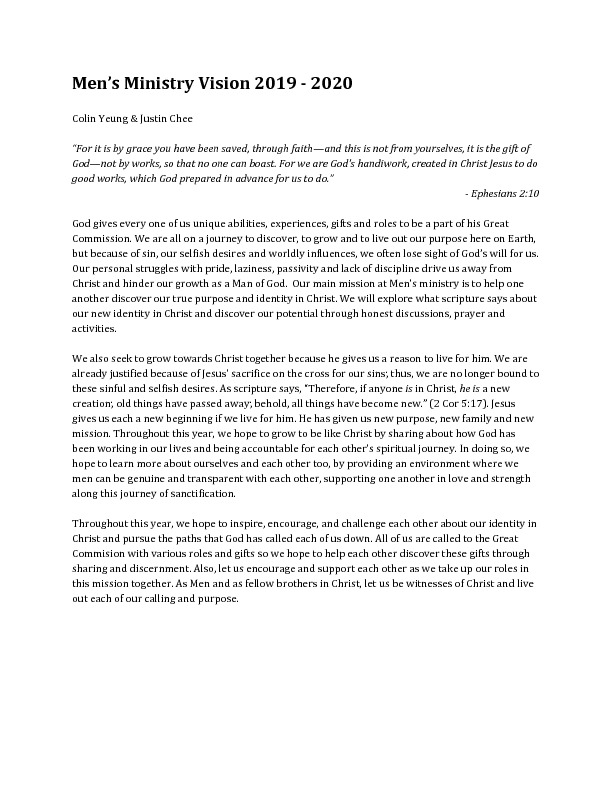 Men's Ministry Vision 2019 - 2020
Colin Yeung & Justin Chee
"For it is by grace you have been saved, through faith—and this is not from yourselves, it is the gift of
God—not by works, so that no one can boast. For we are God's handiwork, created in Christ Jesus to do
good works, which God prepared in advance for us to do."
- Ephesians 2:10
God gives every one of us unique abilities, experiences, gifts and roles to be a part of his Great
Commission. We are all on a journey to discover, to grow and to live out our purpose here on Earth,
but because of sin, our selfish desires and worldly influences, we often lose sight of God's will for us.
Our personal struggles with pride, laziness, passivity and lack of discipline drive us away from
Christ and hinder our growth as a Man of God.  Our main mission at Men's ministry is to help one
another discover our true purpose and identity in Christ. We will explore what scripture says about
our new identity in Christ and discover our potential through honest discussions, prayer and
activities.
We also seek to grow towards Christ together because he gives us a reason to live for him. We are
already justified because of Jesus' sacrifice on the cross for our sins; thus, we are no longer bound to
these sinful and selfish desires. As scripture says, "Therefore, if anyone is in Christ, he is a new
creation; old things have passed away; behold, all things have become new." (2 Cor 5:17). Jesus
gives us each a new beginning if we live for him. He has given us new purpose, new family and new
mission. Throughout this year, we hope to grow to be like Christ by sharing about how God has
been working in our lives and being accountable for each other's spiritual journey. In doing so, we
hope to learn more about ourselves and each other too, by providing an environment where we
men can be genuine and transparent with each other, supporting one another in love and strength
along this journey of sanctification.
Throughout this year, we hope to inspire, encourage, and challenge each other about our identity in
Christ and pursue the paths that God has called each of us down. All of us are called to the Great
Commision with various roles and gifts so we hope to help each other discover these gifts through
sharing and discernment. Also, let us encourage and support each other as we take up our roles in
this mission together. As Men and as fellow brothers in Christ, let us be witnesses of Christ and live
out each of our calling and purpose.